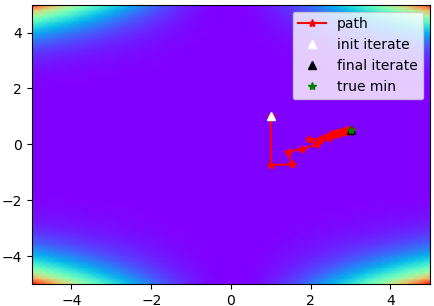 path
init iterate
final iterate
true min
4
2
0
−2
−4
−4
−2
0
2
4